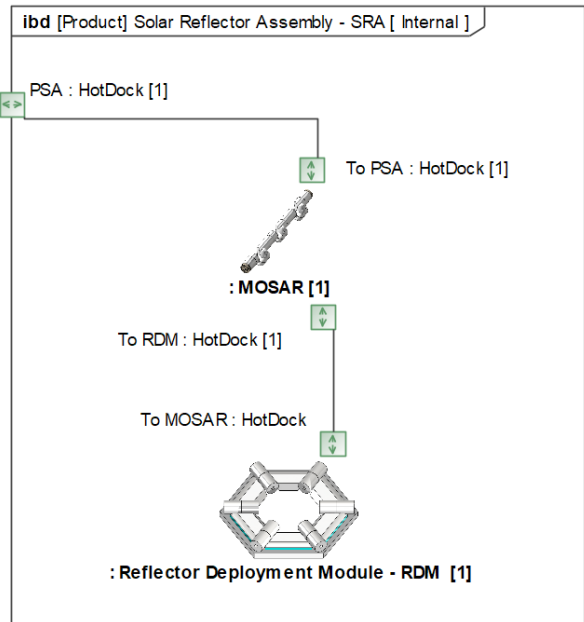 ibd [Product] Solar Reflector Assembly - SRA [ Internal ]
PSA : HotDock [1]
To PSA : HotDock [1]
: MOSAR [1]
To RDM : HotDock [1]
To MOSAR : HotDock
: Reflector Deployment Module - RDM [1]